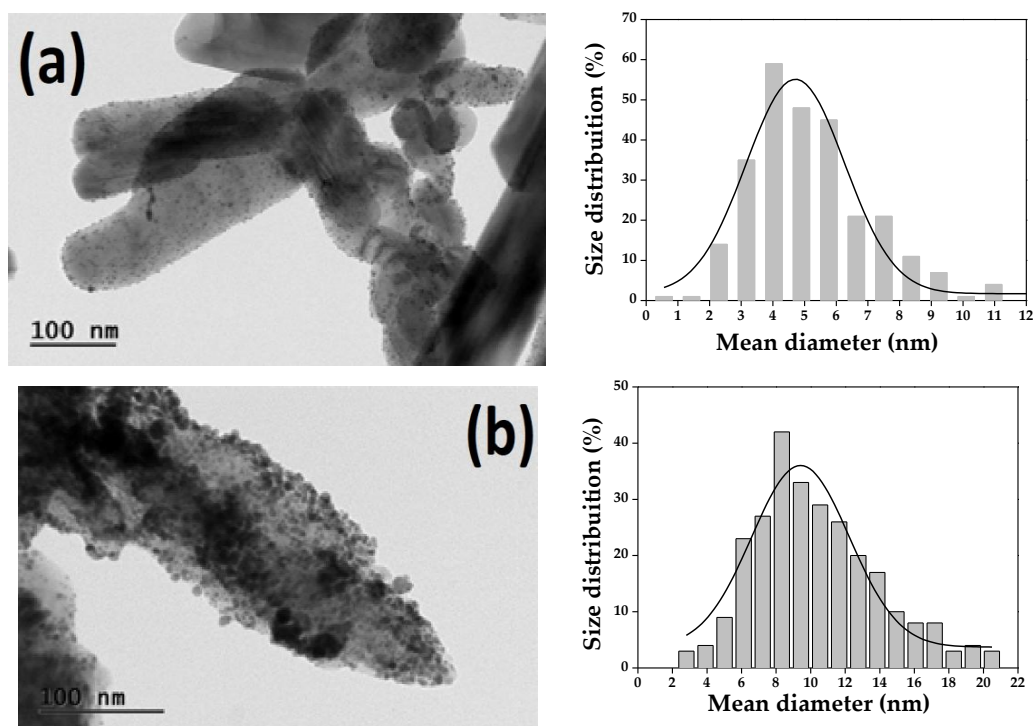 (a)
100 nm
Size distribuition (%)
70
60
50
40
30
20
10
0
0 1 2 3 4 5 6 7 8 9 10 11 12
Mean diameter (nm)
(b)
100 nm
Size distribuition (%)
50
40
30
20
10
0
0 2 4 6 8 10 12 14 16 18 20 22
Mean diameter (nm)